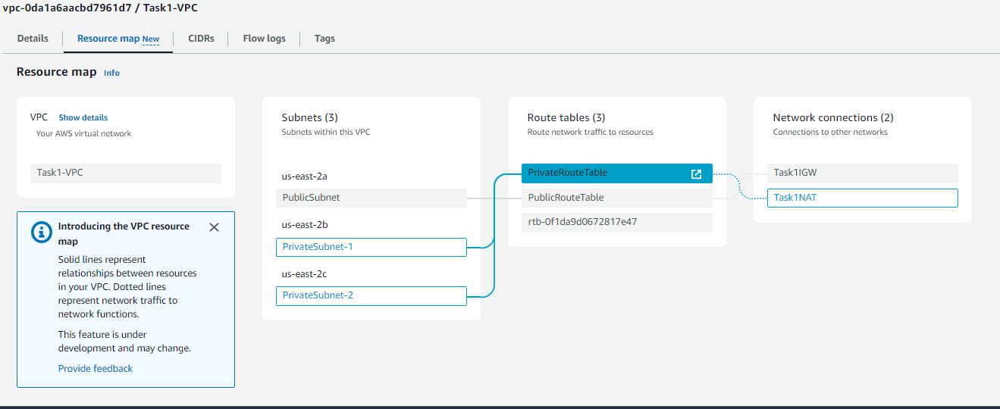 vpc-0da1a6aacbd7961d7 / Task1-VPC
Details
Resource map New
CIDRs
Flow logs
Tags
Resource map Info
VPC Show details
Your AWS virtual network
Task1-VPC
Introducing the VPC resource
map
Solid lines represent
relationships between resources
in your VPC. Dotted lines
represent network traffic to
network functions.
This feature is under
development and may change.
Provide feedback
Subnets (3)
Subnets within this VPC
us-east-2a
PublicSubnet
us-east-2b
PrivateSubnet-1
us-east-2c
PrivateSubnet-2
Route tables (3)
Route network traffic to resources
PrivateRouteTable
PublicRouteTable
rtb-0f1da9d0672817e47
Network connections (2)
Connections to other networks
Task1IGW
Task1NAT